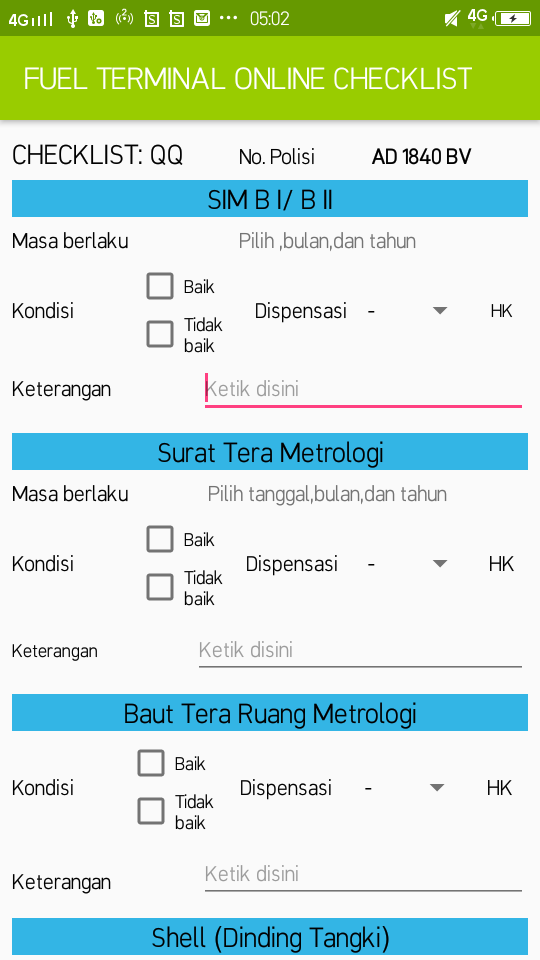 4G 05:02 4G
FUEL TERMINAL ONLINE CHECKLIST
CHECKLIST: QQ No. Polisi AD 1840 BV
SIM B I/ B II
Masa berlaku Pilih ,bulan,dan tahun
Baik
Kondisi Dispensasi - HK
Tidak
baik
Keterangan Ketik disini
Surat Tera Metrologi
Masa berlaku Pilih tanggal,bulan,dan tahun
Baik
Kondisi Dispensasi - HK
Tidak
baik
Keterangan Ketik disini
Baut Tera Ruang Metrologi
Baik
Kondisi Dispensasi - HK
Tidak
baik
Keterangan Ketik disini
Shell (Dinding Tangki)